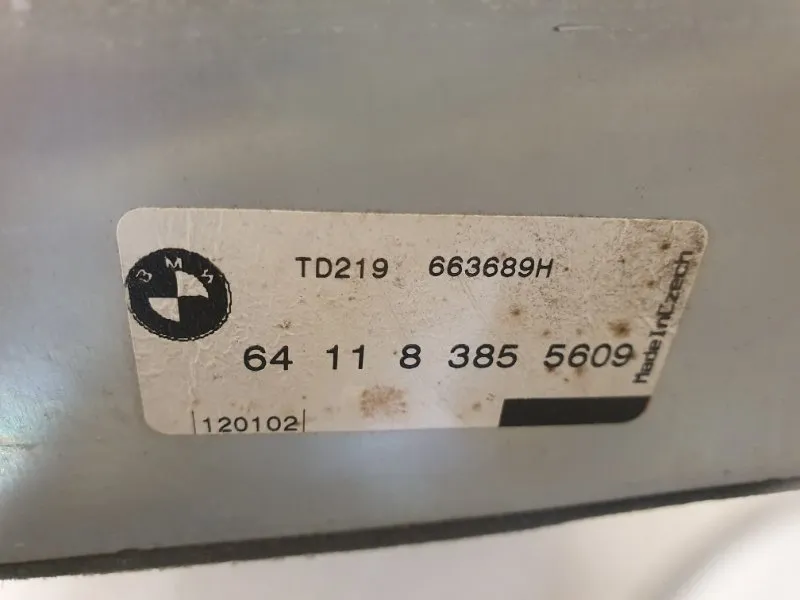 BMW
TD219 663689H
64 11 8 385 5609
120102
Made In Czech